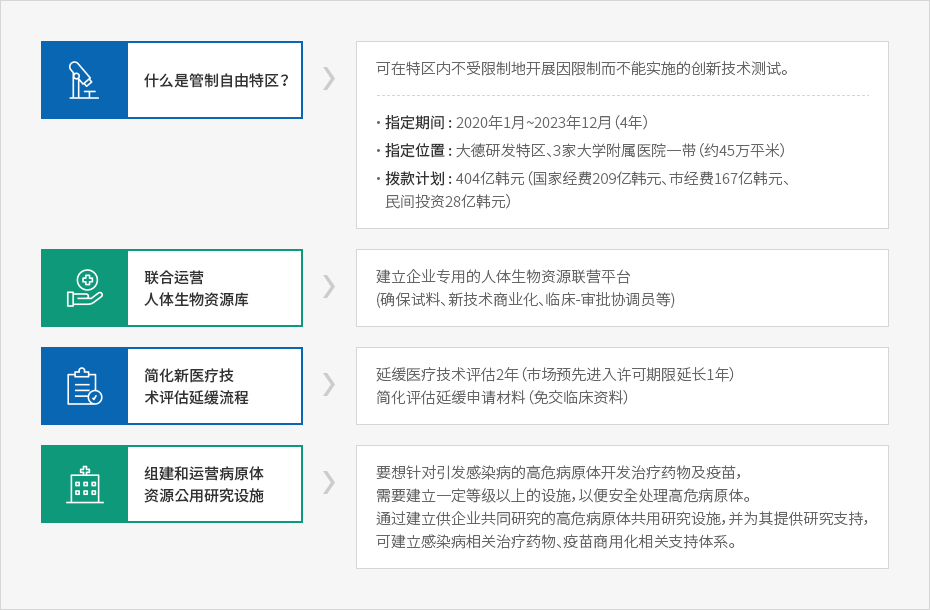 什么是管制自由特区?
可在特区内不受限制地开展因限制而不能实施的创新技术测试。
· 指定期间 : 2020年1月~2023年12月 (4年)
· 指定位置 : 大德研发特区、3家大学附属医院一带 (约45万平米)
· 拨款计划 : 404亿韩元 (国家经费209亿韩元、市经费167亿韩元、
民间投资28亿韩元)
联合运营
人体生物资源库
建立企业专用的人体生物资源联营平台
(确保试料、新技术商业化、临床-审批协调员等)
简化新医疗技
术评估延缓流程
延缓医疗技术评估2年 (市场预先进入许可期限延长1年)
简化评估延缓申请材料 (免交临床资料)
组建和运营病原体
资源公用研究设施
要想针对引发感染病的高危病原体开发治疗药物及疫苗,
需要建立一定等级以上的设施, 以便安全处理高危病原体。
通过建立供企业共同研究的高危病原体共用研究设施, 并为其提供研究支持,
可建立感染病相关治疗药物、疫苗商用化相关支持体系。